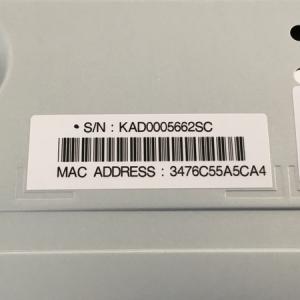 • S/N : KAD0005662SC
MAC ADDRESS : 3476C55A5CA4